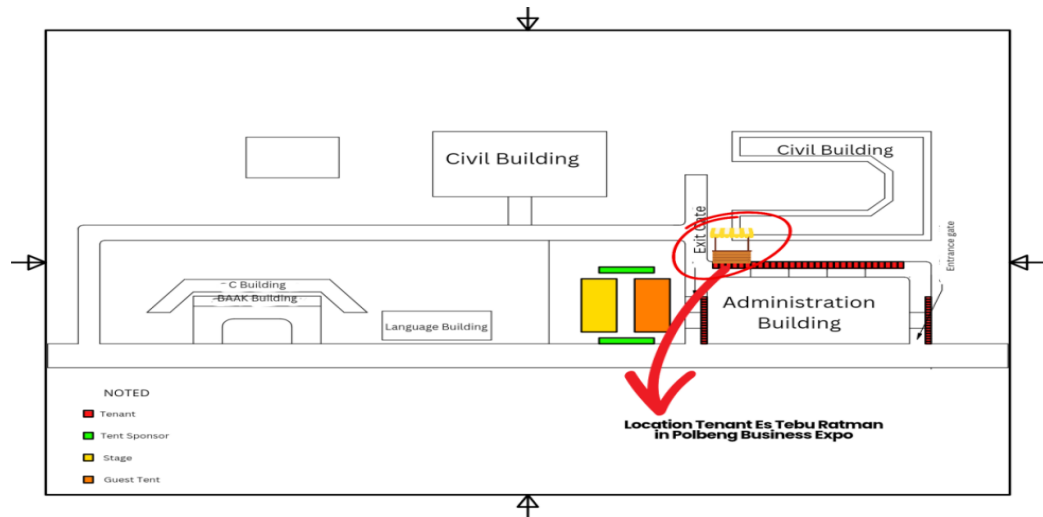 Civil Building
Civil Building
Exit Gate
Entrance gate
C Building
BAAK Building
Language Building
Administration
Building
NOTED
Tenant
Tent Sponsor
Stage
Guest Tent
Location Tenant Es Tebu Ratman
in Polbeng Business Expo